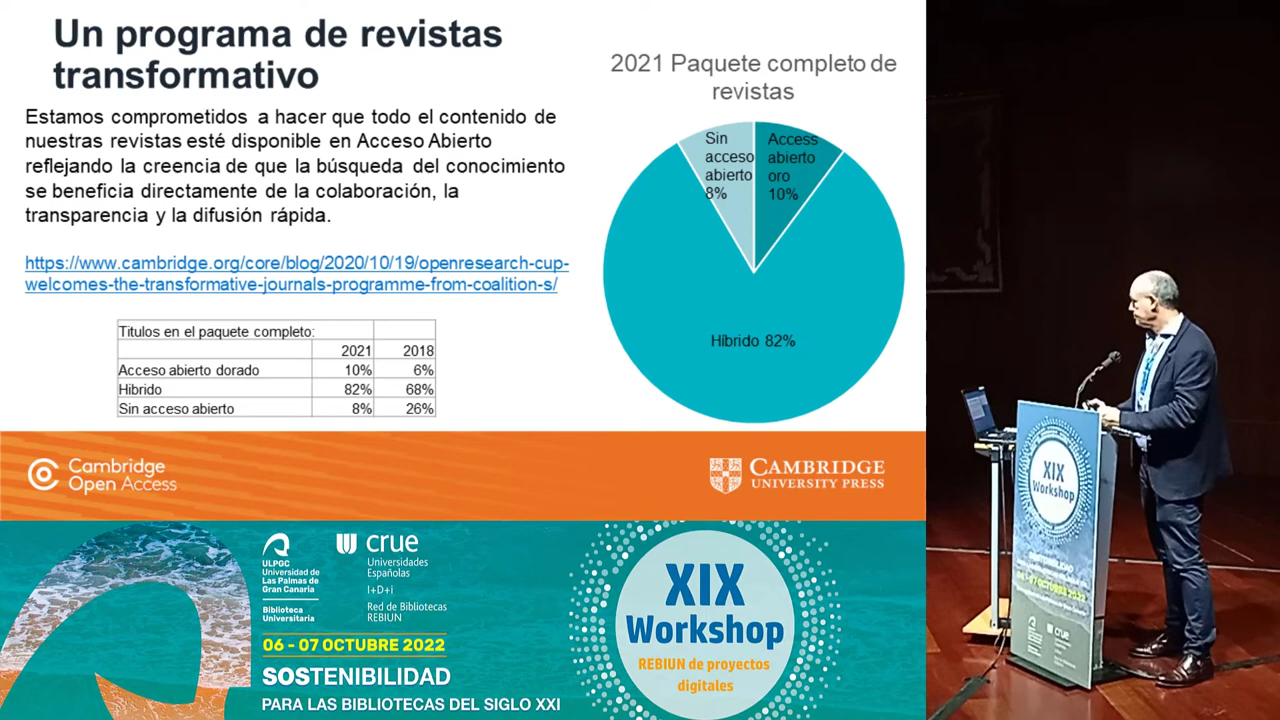 Un programa de revistas
transformativo
Estamos comprometidos a hacer que todo el contenido de
nuestras revistas esté disponible en Acceso Abierto
reflejando la creencia de que la búsqueda del conocimiento
se beneficia directamente de la colaboración, la
transparencia y la difusión rápida.
https://www.cambridge.org/core/blog/2020/10/19/openresearch-cup-
welcomes-the-transformative-journals-programme-from-coalition-s/
Titulos en el paquete completo:
2021 2018
Acceso abierto dorado 10% 6%
Hibrido 82% 68%
Sin acceso abierto 8% 26%
2021 Paquete completo de
revistas
Sin
acceso
abierto
8%
Access
abierto
oro
10%
Híbrido 82%
Cambridge
Open Access
CAMBRIDGE
UNIVERSITY PRESS
ULPGC
Universidad de
Las Palmas de
Gran Canaria
Biblioteca
Universitaria
crue
Universidades
Españolas
I+D+i
Red de Bibliotecas
REBIUN
06 - 07 OCTUBRE 2022
SOSTENIBILIDAD
PARA LAS BIBLIOTECAS DEL SIGLO XXI
XIX
Workshop
REBIUN de proyectos
digitales
XIX
Workshop
SOSTENIBILIDAD
06 - 07 OCTUBRE 2022
crue